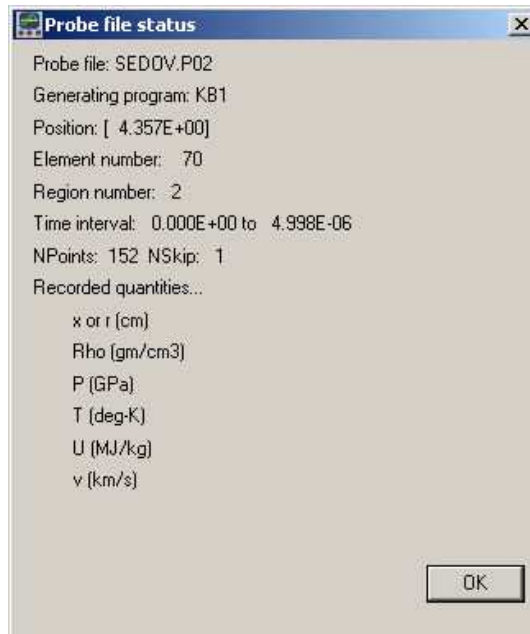 Probe file status
Probe file: SEDOV.P02
Generating program: KB1
Position: [ 4.357E+00]
Element number: 70
Region number: 2
Time interval: 0.000E+00 to 4.998E-06
NPoints: 152 NSkip: 1
Recorded quantities...
x or r (cm)
Rho (gm/cm3)
P (GPa)
T (deg-K)
U (MJ/kg)
v (km/s)
OK